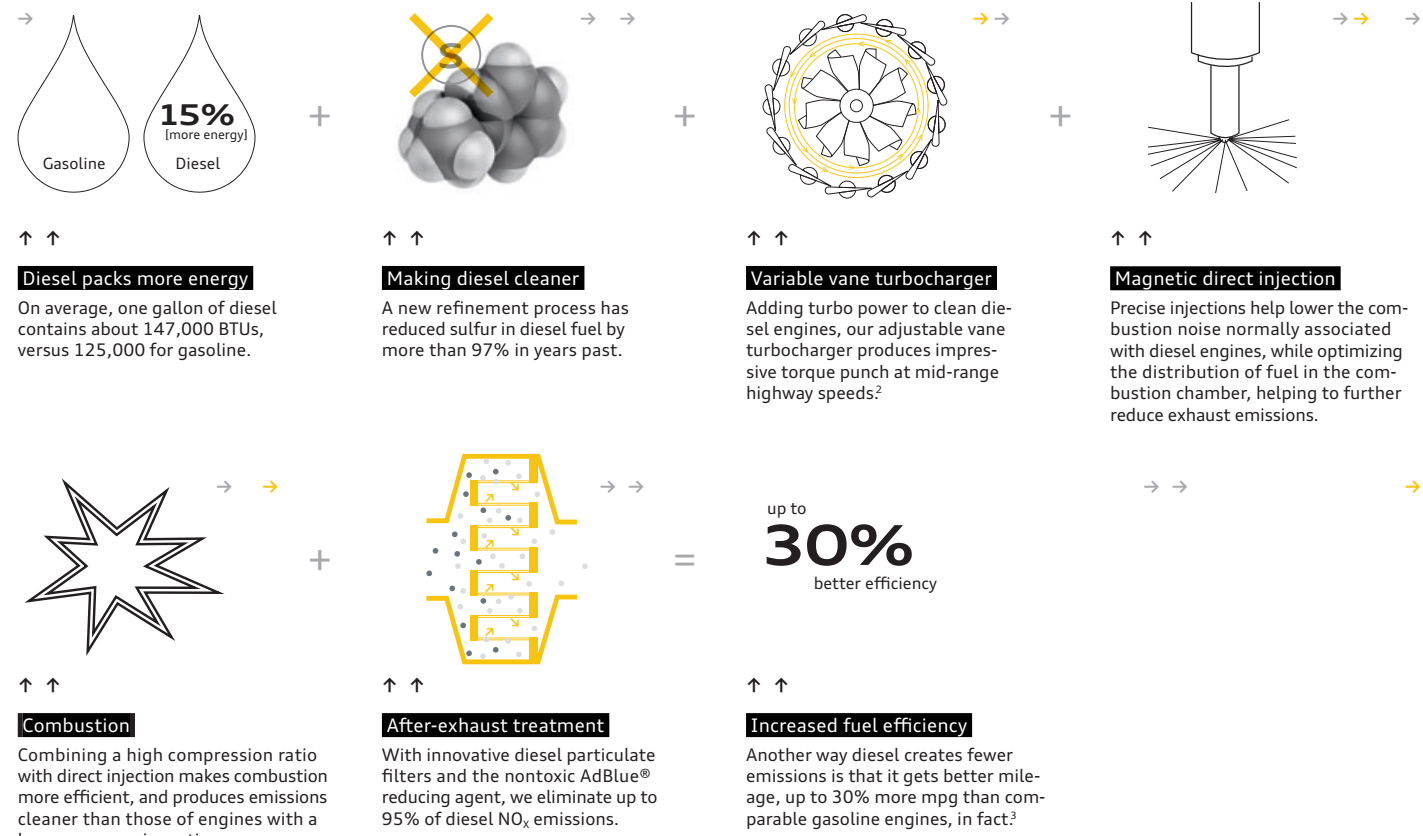 Gasoline
15%
[more energy]
Diesel
S
+
+
+
Diesel packs more energy
On average, one gallon of diesel
contains about 147,000 BTUs,
versus 125,000 for gasoline.
Making diesel cleaner
A new refinement process has
reduced sulfur in diesel fuel by
more than 97% in years past.
Variable vane turbocharger
Adding turbo power to clean die-
sel engines, our adjustable vane
turbocharger produces impres-
sive torque punch at mid-range
highway speeds.²
Magnetic direct injection
Precise injections help lower the com-
bustion noise normally associated
with diesel engines, while optimizing
the distribution of fuel in the com-
bustion chamber, helping to further
reduce exhaust emissions.
+
=
up to
30%
better efficiency
Combustion
Combining a high compression ratio
with direct injection makes combustion
more efficient, and produces emissions
cleaner than those of engines with a
After-exhaust treatment
With innovative diesel particulate
filters and the nontoxic AdBlue®
reducing agent, we eliminate up to
95% of diesel NOx emissions.
Increased fuel efficiency
Another way diesel creates fewer
emissions is that it gets better mile-
age, up to 30% more mpg than com-
parable gasoline engines, in fact.³